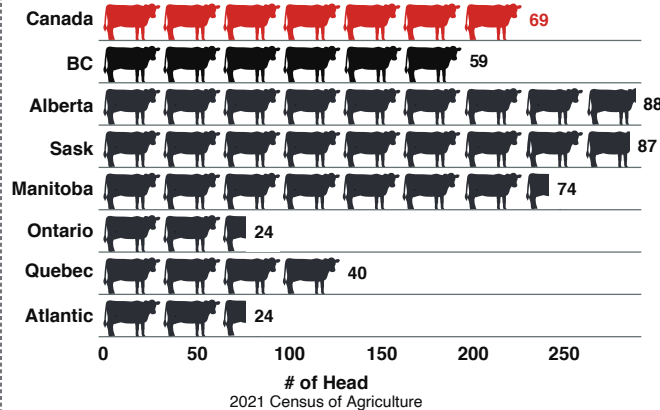 Canada 69
BC 59
Alberta 88
Sask 87
Manitoba 74
Ontario 24
Quebec 40
Atlantic 24
0 50 100 150 200 250
# of Head
2021 Census of Agriculture